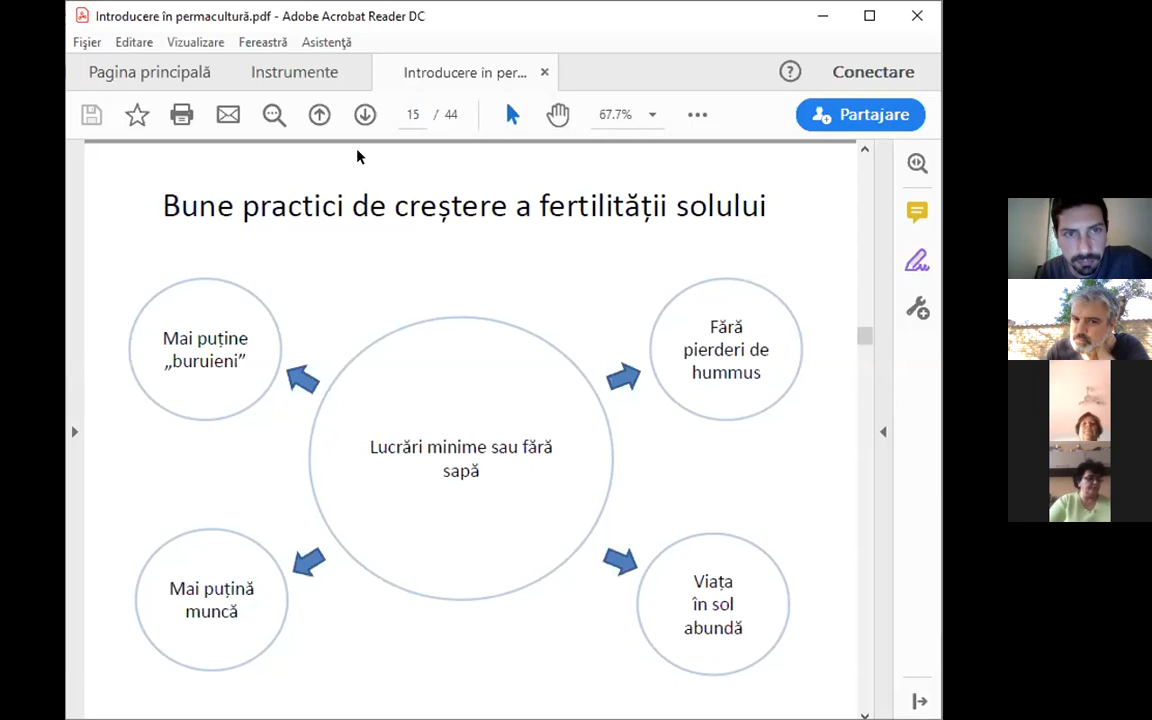 Introducere în permacultură.pdf - Adobe Acrobat Reader DC
Fișier Editare Vizualizare Fereastră Asistență
Pagina principală Instrumente Introducere în per... Conectare
15 / 44 67.7% Partajare
Bune practici de creștere a fertilității solului
Mai puține
„buruieni”
Fără
pierderi de
hummus
Lucrări minime sau fără
sapă
Mai puțină
muncă
Viața
în sol
abundă